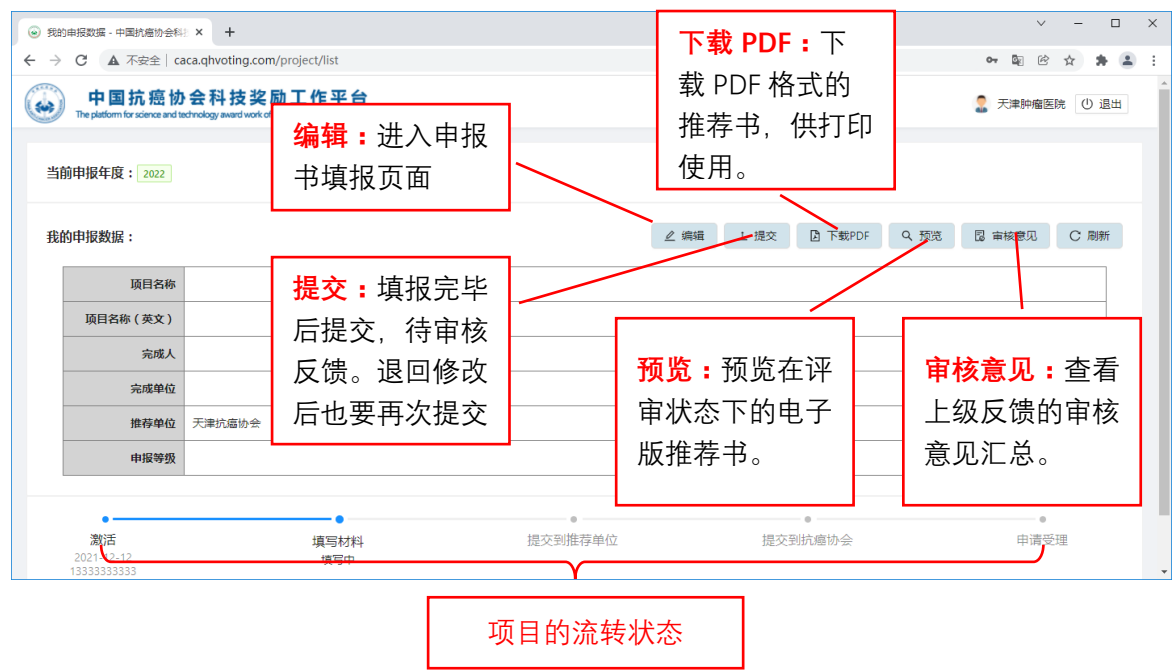 我的申报数据 - 中国抗癌协会科
不安全 | caca.qhvoting.com/project/list
中国抗癌协会科技奖励工作平台
The platform for science and technology award work of
天津肿瘤医院 退出
当前申报年度： 2022
编辑：进入申报
书填报页面
下载 PDF：下
载 PDF 格式的
推荐书，供打印
使用。
我的申报数据：
编辑 提交 下载PDF 预览 审核意见 刷新
项目名称
项目名称（英文）
完成人
完成单位
推荐单位 天津抗癌协会
申报等级
提交：填报完毕
后提交，待审核
反馈。退回修改
后也要再次提交
预览：预览在评
审状态下的电子
版推荐书。
审核意见：查看
上级反馈的审核
意见汇总。
激活 填写材料 提交到推荐单位 提交到抗癌协会 申请受理
2021-12-12 填写中
13333333333
项目的流转状态